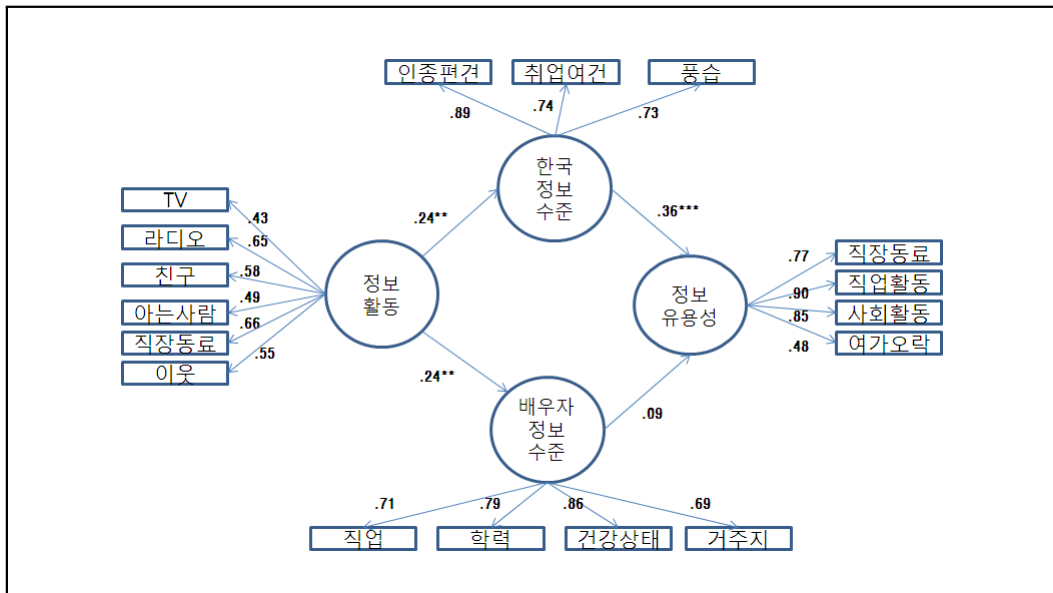 인종편견
취업여건
풍습
.89
.74
.73
한국
정보
수준
TV
라디오
친구
아는사람
직장동료
이웃
.43
.65
.58
.49
.66
.55
정보
활동
.24**
.36***
.24**
.09
정보
유용성
.77
.90
.85
.48
직장동료
직업활동
사회활동
여가오락
배우자
정보
수준
.71
.79
.86
.69
직업
학력
건강상태
거주지